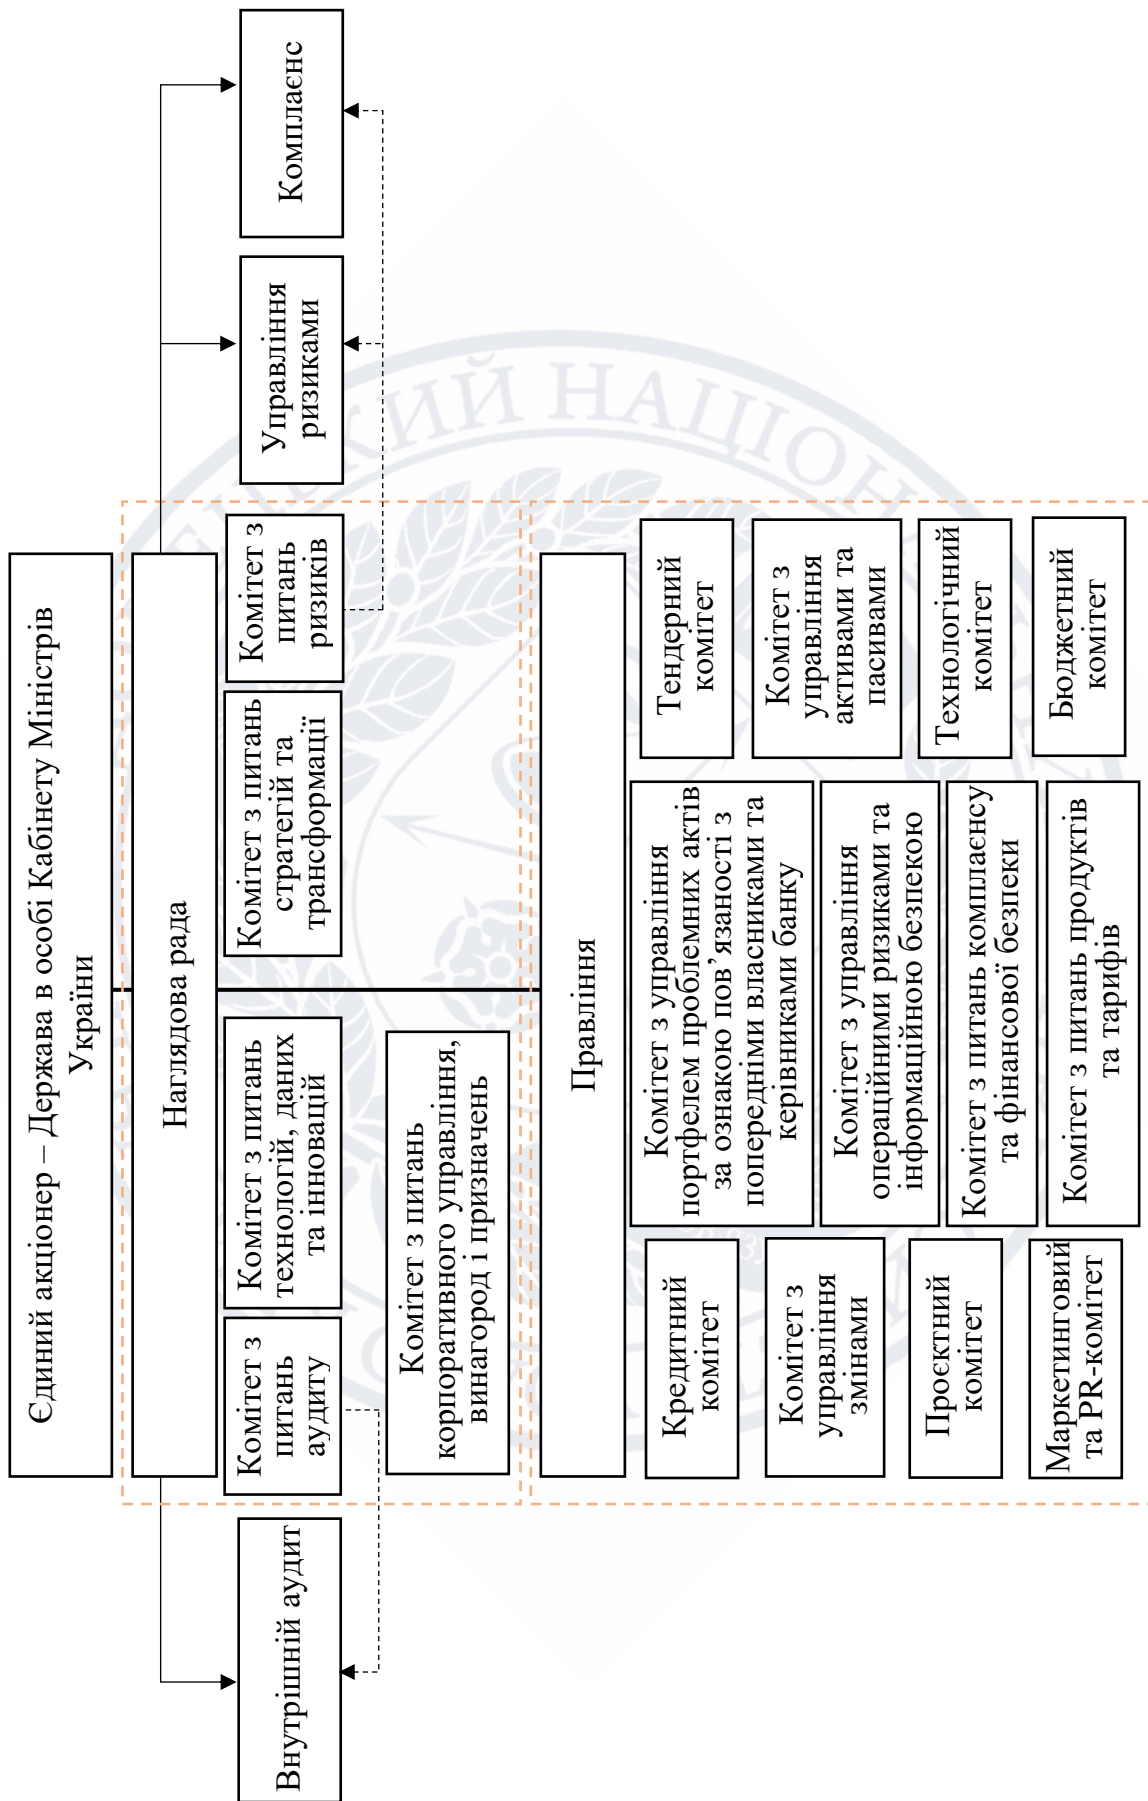 Єдиний акціонер – Держава в особі Кабінету Міністрів
України
Наглядова рада
Внутрішній аудит
Комітет з
питань
аудиту
Комітет з питань
технологій, даних
та інновацій
Комітет з питань
стратегій та
трансформації
Комітет з
питань
ризиків
Управління
ризиками
Комплаєнс
Комітет з питань
корпоративного управління,
винагород і призначень
Правління
Кредитний
комітет
Комітет з управління
портфелем проблемних актів
за ознакою пов’язаності з
попередніми власниками та
керівниками банку
Тендерний
комітет
Комітет з
управління
змінами
Комітет з управління
операційними ризиками та
інформаційною безпекою
Комітет з
управління
активами та
пасивами
Проєктний
комітет
Комітет з питань комплаєнсу
та фінансової безпеки
Технологічний
комітет
Маркетинговий
та PR-комітет
Комітет з питань продуктів
та тарифів
Бюджетний
комітет